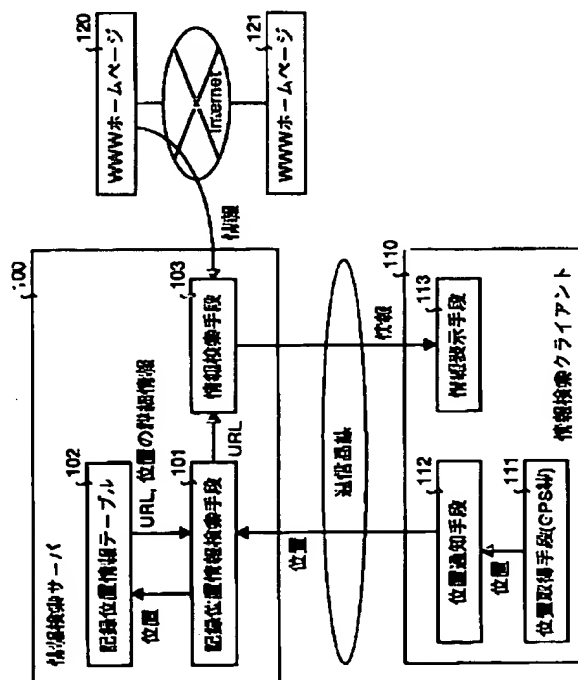 情報検索サーバ
100
102
記録位置情報テーブル
位置
URL, 位置の詳細情報
101
記録位置情報検索手段
URL
103
情報検索手段
情報
120
WWWホームページ
Internet
121
WWWホームページ
通信回線
位置
情報
110
112
位置通知手段
位置
111
位置取得手段(GPS等)
113
情報表示手段
情報検索クライアント